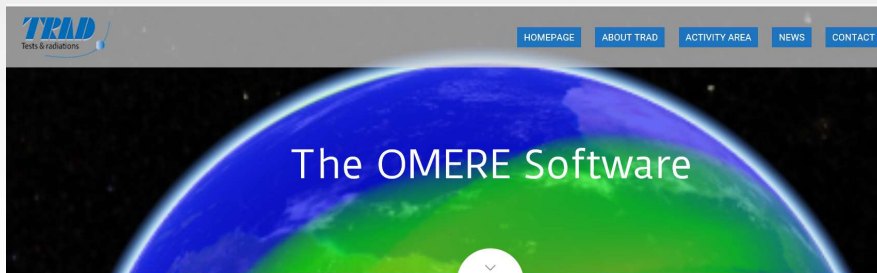 TRAD
Tests & radiations
HOMEPAGE ABOUT TRAD ACTIVITY AREA NEWS CONTACT
The OMERE Software